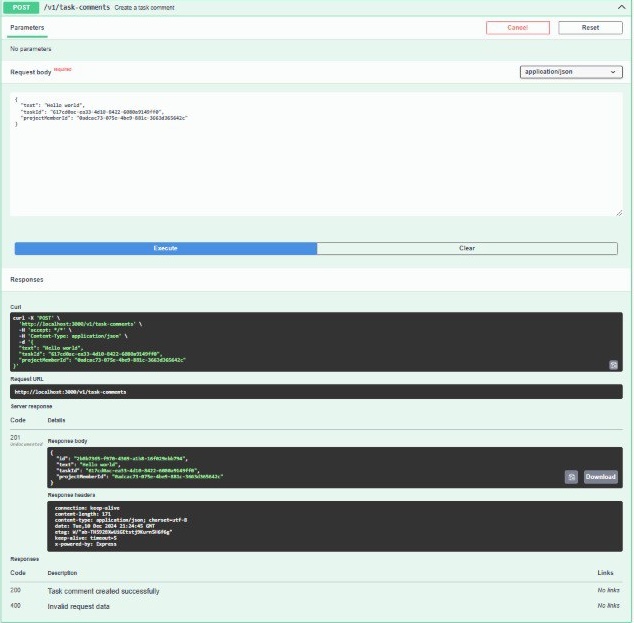 POST /v1/task-comments Create a task comment
Parameters
Cancel
Reset
No parameters
Request body required
application/json
{
"text": "Hello world",
"taskId": "617cd0ac-ea33-4d10-8422-6080a9149ff0",
"projectMemberId": "0adcac73-075e-4be9-881c-3663d365642c"
}
Execute
Clear
Responses
Curl
curl -X 'POST' \
'http://localhost:3000/v1/task-comments' \
-H 'accept: */*' \
-H 'Content-Type: application/json' \
-d '{
"text": "Hello world",
"taskId": "617cd0ac-ea33-4d10-8422-6080a9149ff0",
"projectMemberId": "0adcac73-075e-4be9-881c-3663d365642c"
}'
Request URL
http://localhost:3000/v1/task-comments
Server response
Code Details
201
Undocumented
Response body
{
"id":
"text": "Hello world",
"taskId": "617cd0ac-ea33-4d10-8422-6080a9149ff0",
"projectMemberId": "0adcac73-075e-4be9-881c-3663d365642c"
}
Download
Response headers
connection: keep-alive
content-length: 171
content-type: application/json; charset=utf-8
date: Tue,10 Dec 2024 21:24:45 GMT
etag:
keep-alive: timeout=5
x-powered-by: Express
Responses
Code Description Links
200 Task comment created successfully No links
400 Invalid request data No links